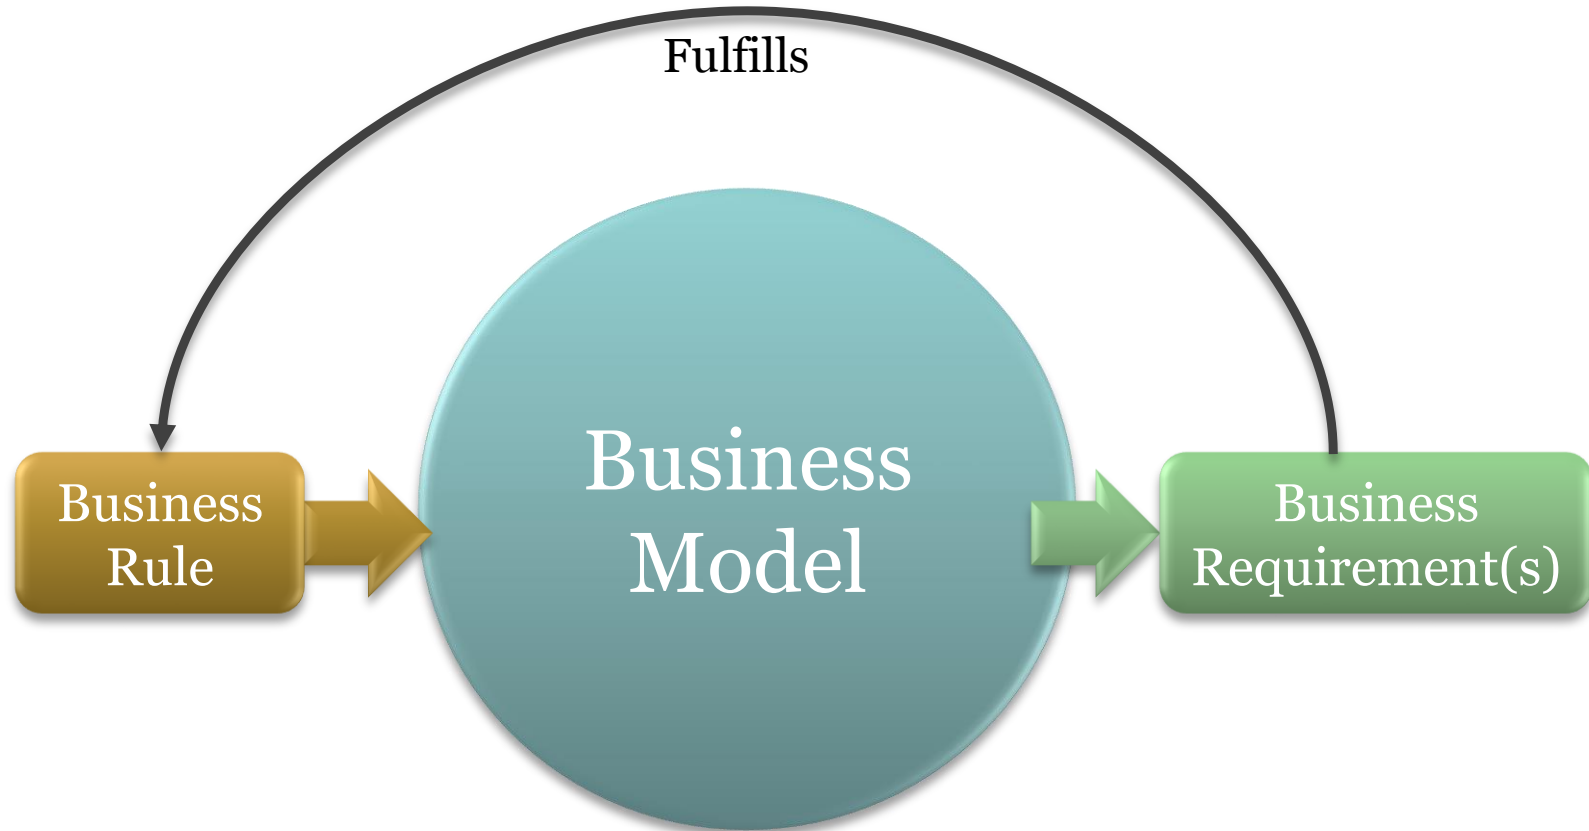 Fulfills
Business
Model
Business
Rule
Business
Requirement(s)